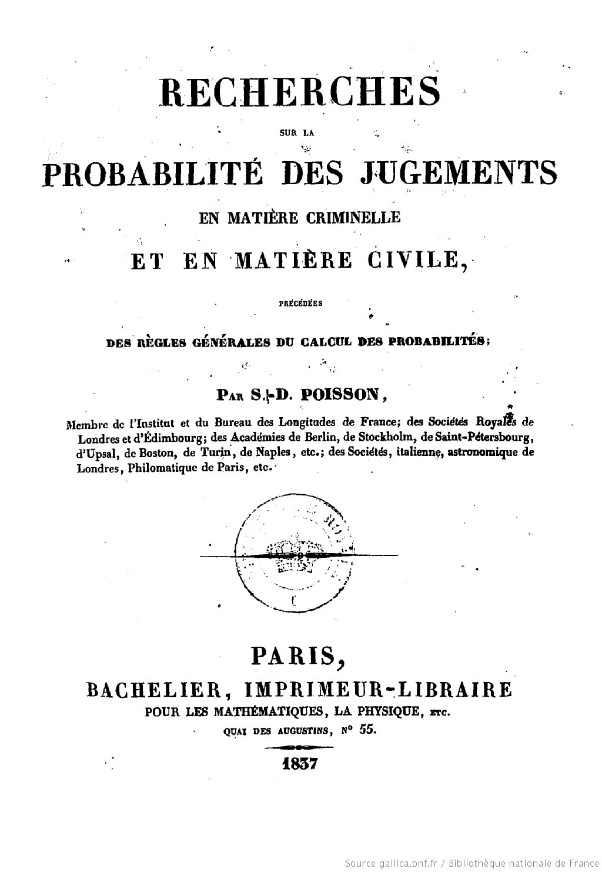 RECHERCHES
SUR LA
PROBABILITÉ DES JUGEMENTS
EN MATIÈRE CRIMINELLE
ET EN MATIÈRE CIVILE,
PRÉCÉDÉES
DES RÈGLES GÉNÉRALES DU CALCUL DES PROBABILITÉS;
PAR S.-D. POISSON,
Membre de l'Institut et du Bureau des Longitudes de France; des Sociétés Royales de
Londres et d'Édimbourg; des Académies de Berlin, de Stockholm, de Saint-Pétersbourg,
d'Upsal, de Boston, de Turin, de Naples, etc.; des Sociétés, italienne, astronomique de
Londres, Philomatique de Paris, etc.
PARIS,
BACHELIER, IMPRIMEUR-LIBRAIRE
POUR LES MATHÉMATIQUES, LA PHYSIQUE, ETC.
QUAI DES AUGUSTINS, Nº 55.
1837
Source gallica.bnf.fr / Bibliothèque nationale de France